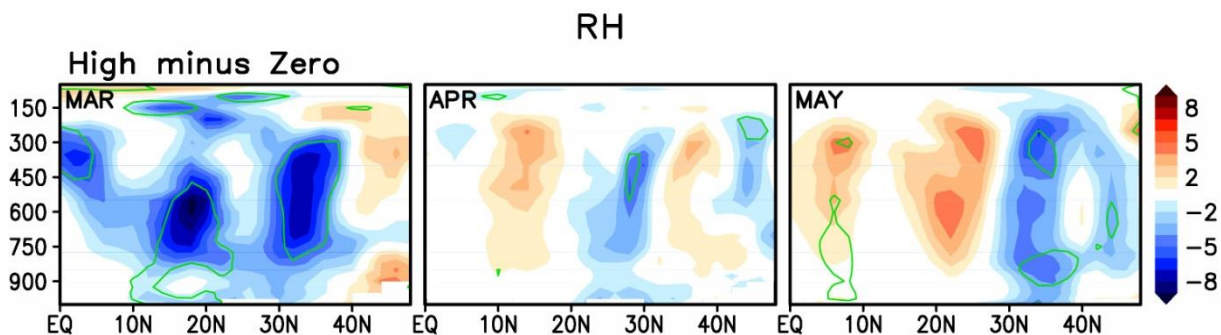 RH
High minus Zero
MAR
APR
MAY
150
300
450
600
750
900
EQ 10N 20N 30N 40N
EQ 10N 20N 30N 40N
EQ 10N 20N 30N 40N
8
5
2
−2
−5
−8